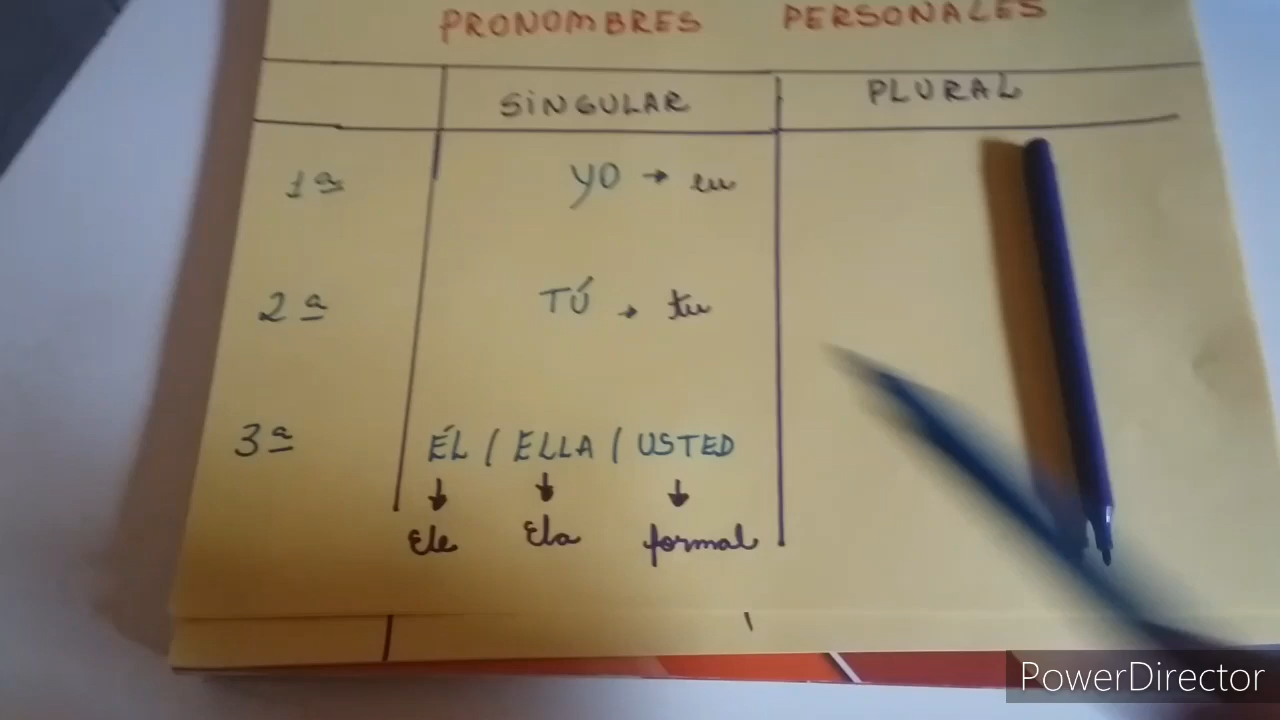 PRONOMBRES PERSONALES
SINGULAR PLURAL
1ª YO → eu
2ª TÚ → tu
3ª ÉL / ELLA / USTED
↓ ↓ ↓
Ele Ela formal
PowerDirector